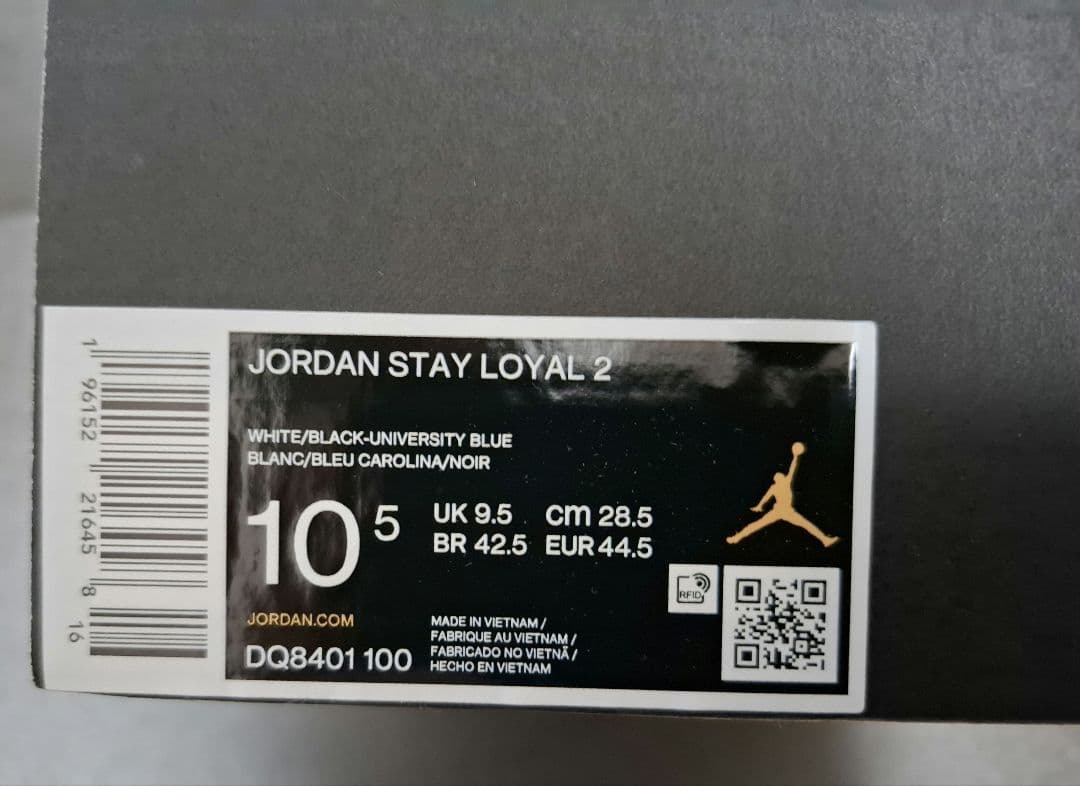 JORDAN STAY LOYAL 2
WHITE/BLACK-UNIVERSITY BLUE
BLANC/BLEU CAROLINA/NOIR
10 5
UK 9.5 cm 28.5
BR 42.5 EUR 44.5
RFID
JORDAN.COM
DQ8401 100
MADE IN VIETNAM /
FABRIQUE AU VIETNAM /
FABRICADO NO VIETNÃ /
HECHO EN VIETNAM
1 96152 21645 8 16